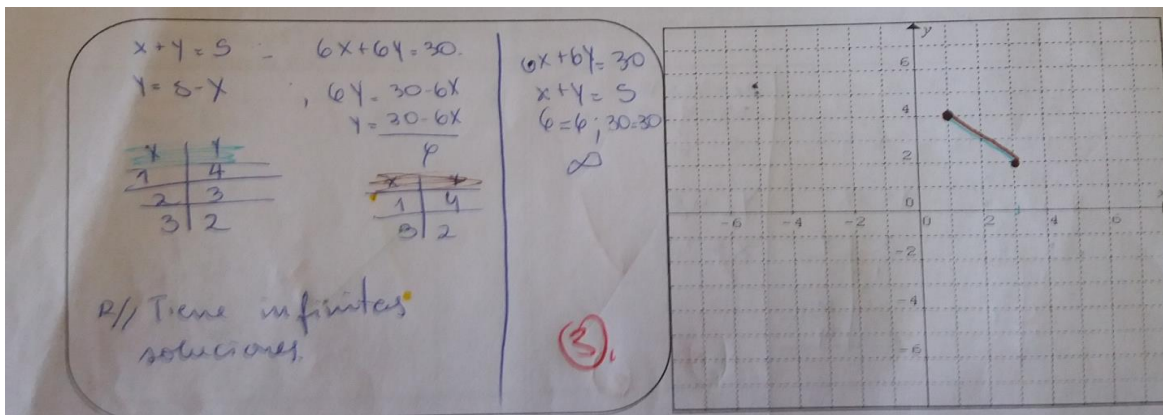 x + y = 5
y = 5 - x
x y
1 4
2 3
3 2
6x + 6y = 30.
6y = 30 - 6x
y = 30 - 6x
x y
1 4
3 2
R// Tiene infinitas
soluciones.
6x + 6y = 30
x + y = 5
6 = 6 ; 30 = 30
∞
3
y
6
4
2
0
-6 -4 -2 0 2 4 6
-2
-4
-6